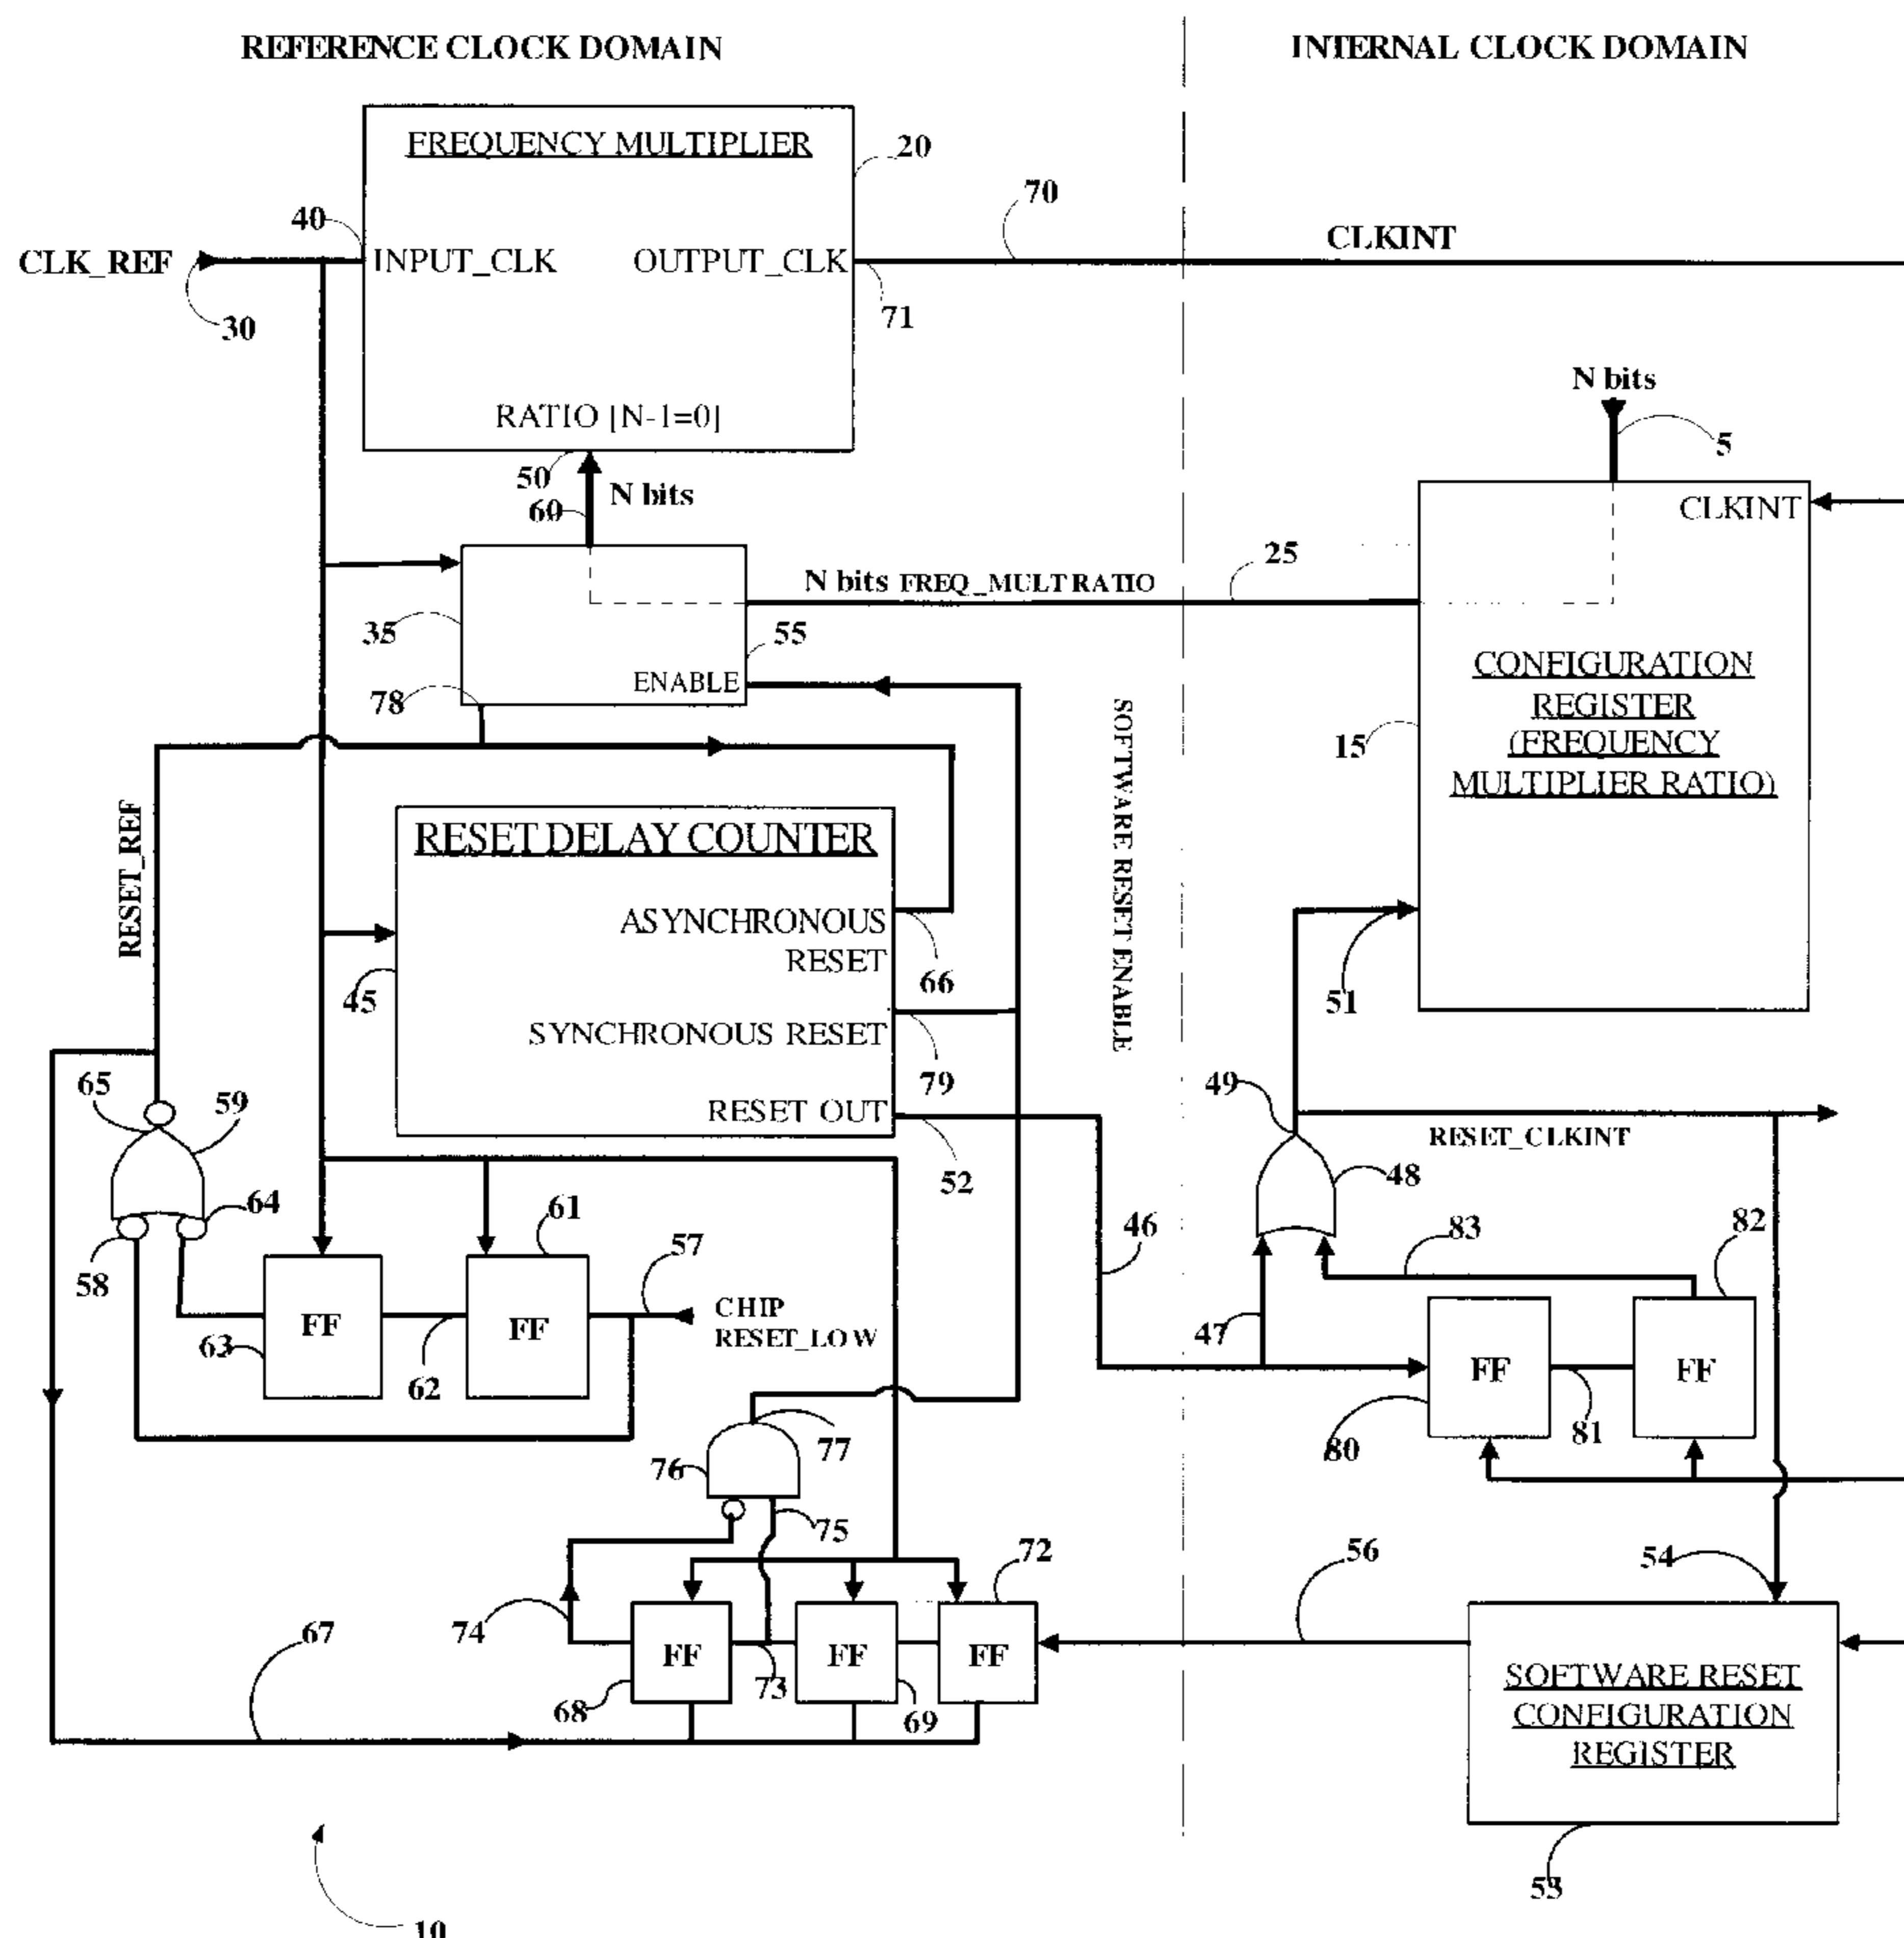 REFERENCE CLOCK DOMAIN
INTERNAL CLOCK DOMAIN
FREQUENCY MULTIPLIER
20
70
40
CLK_REF
INPUT_CLK
OUTPUT_CLK
CLKINT
30
71
N bits
RATIO [N-1=0]
5
50
N bits
60
CLKINT
25
N bits FREQ_MULT RATIO
35
55
ENABLE
CONFIGURATION
REGISTER
(FREQUENCY
MULTIPLIER RATIO)
78
15
SOFTWARE RESET ENABLE
RESET_REF
RESET DELAY COUNTER
ASYNCHRONOUS
RESET
66
45
51
SYNCHRONOUS RESET
79
65
59
49
RESET OUT
RESET_CLKINT
52
48
64
61
57
46
83
82
58
CHIP
RESET_LOW
FF
FF
63
62
47
FF
FF
80
81
77
76
75
72
56
54
74
67
FF
FF
FF
73
68
69
SOFTWARE RESET
CONFIGURATION
REGISTER
53
10